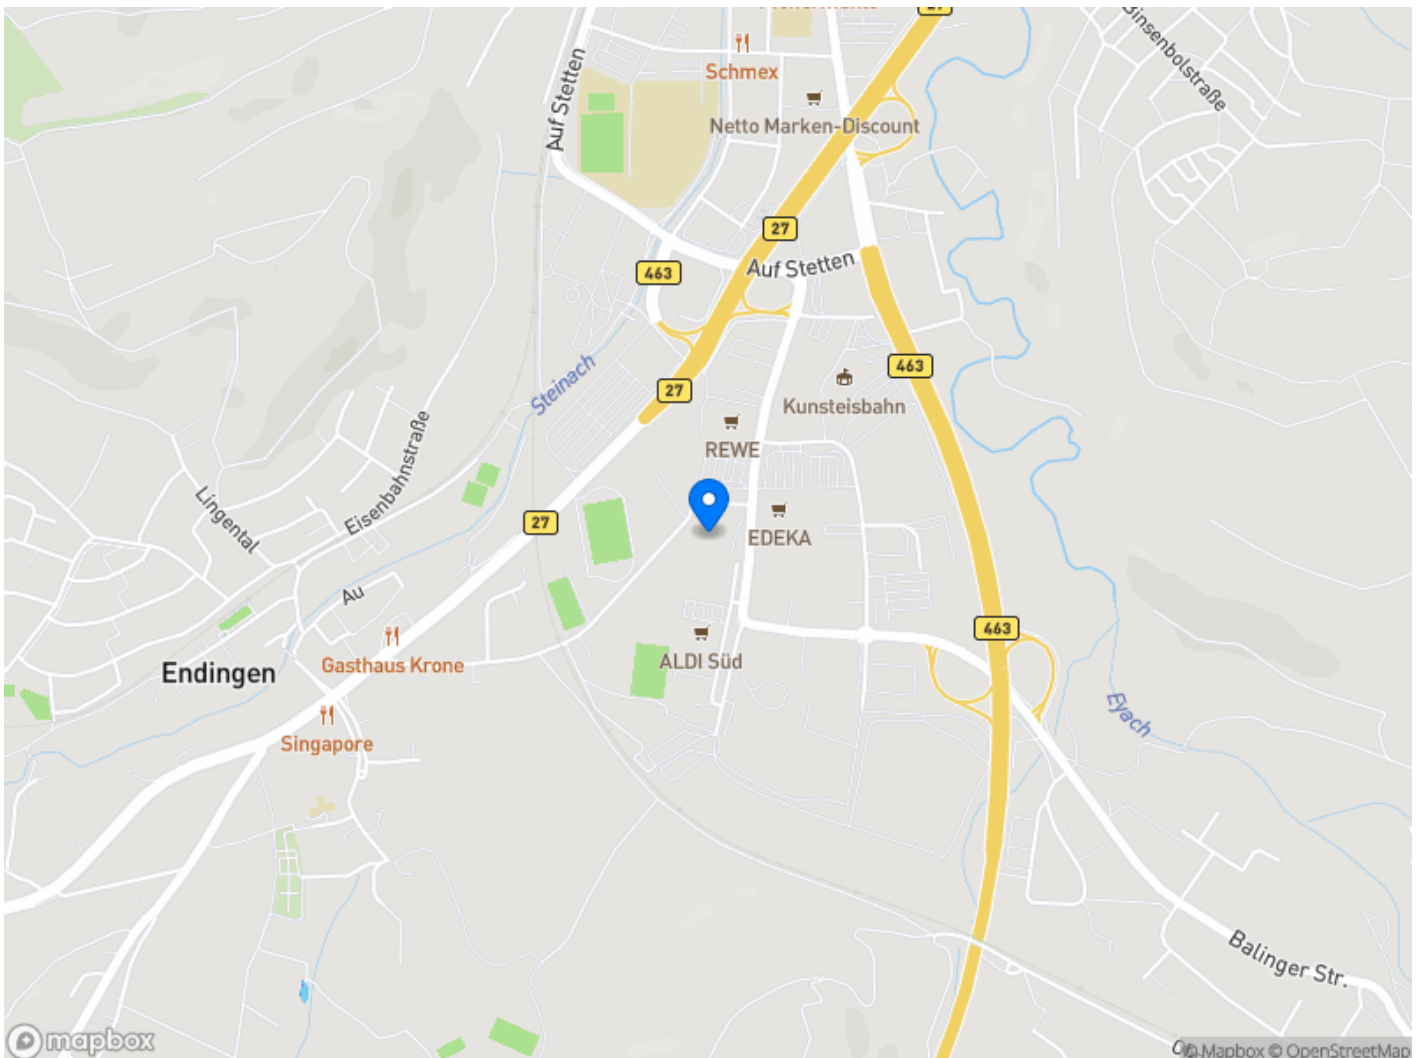 27
Binsenbolstraße
Schmex
Auf Stetten
Netto Marken-Discount
27
Auf Stetten
463
463
Steinach
27
Kunsteisbahn
REWE
Eisenbahnstraße
Lingental
27
EDEKA
Au
463
Gasthaus Krone
ALDI Süd
Endingen
Eyach
Singapore
Balinger Str.
mapbox
© Mapbox © OpenStreetMap